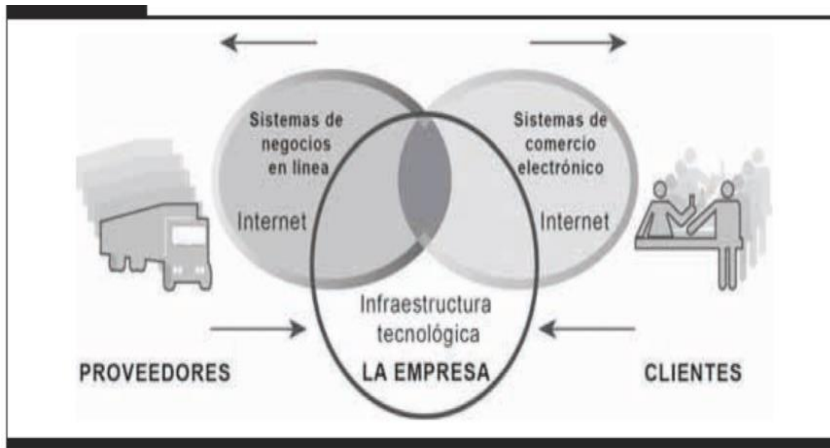 Sistemas de
negocios
en línea
Internet
Sistemas de
comercio
electrónico
Internet
Infraestructura
tecnológica
PROVEEDORES
LA EMPRESA
CLIENTES